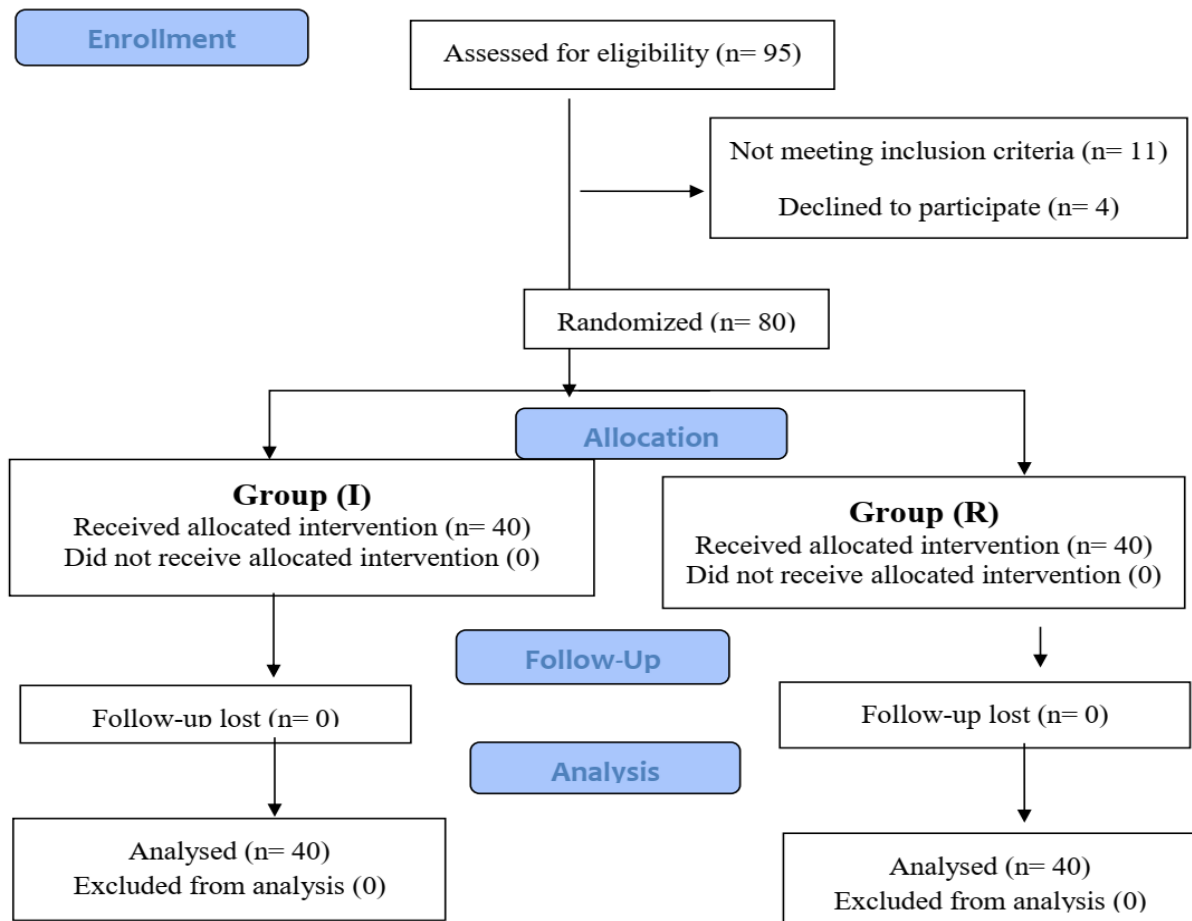 Enrollment
Assessed for eligibility (n= 95)
Not meeting inclusion criteria (n= 11)
Declined to participate (n= 4)
Randomized (n= 80)
Allocation
Group (I)
Received allocated intervention (n= 40)
Did not receive allocated intervention (0)
Group (R)
Received allocated intervention (n= 40)
Did not receive allocated intervention (0)
Follow-Up
Follow-up lost (n= 0)
Follow-up lost (n= 0)
Analysis
Analysed (n= 40)
Excluded from analysis (0)
Analysed (n= 40)
Excluded from analysis (0)